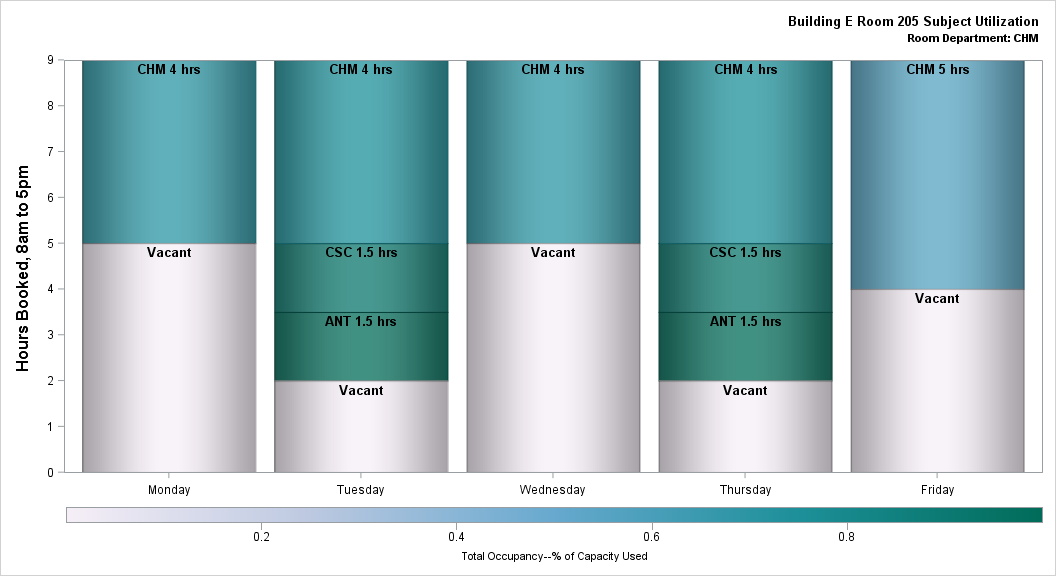 Building E Room 205 Subject Utilization
Room Department: CHM
Hours Booked, 8am to 5pm
9
8
7
6
5
4
3
2
1
0
CHM 4 hrs
Vacant
CHM 4 hrs
CSC 1.5 hrs
ANT 1.5 hrs
Vacant
CHM 4 hrs
Vacant
CHM 4 hrs
CSC 1.5 hrs
ANT 1.5 hrs
Vacant
CHM 5 hrs
Vacant
Monday
Tuesday
Wednesday
Thursday
Friday
0.2
0.4
0.6
0.8
Total Occupancy--% of Capacity Used